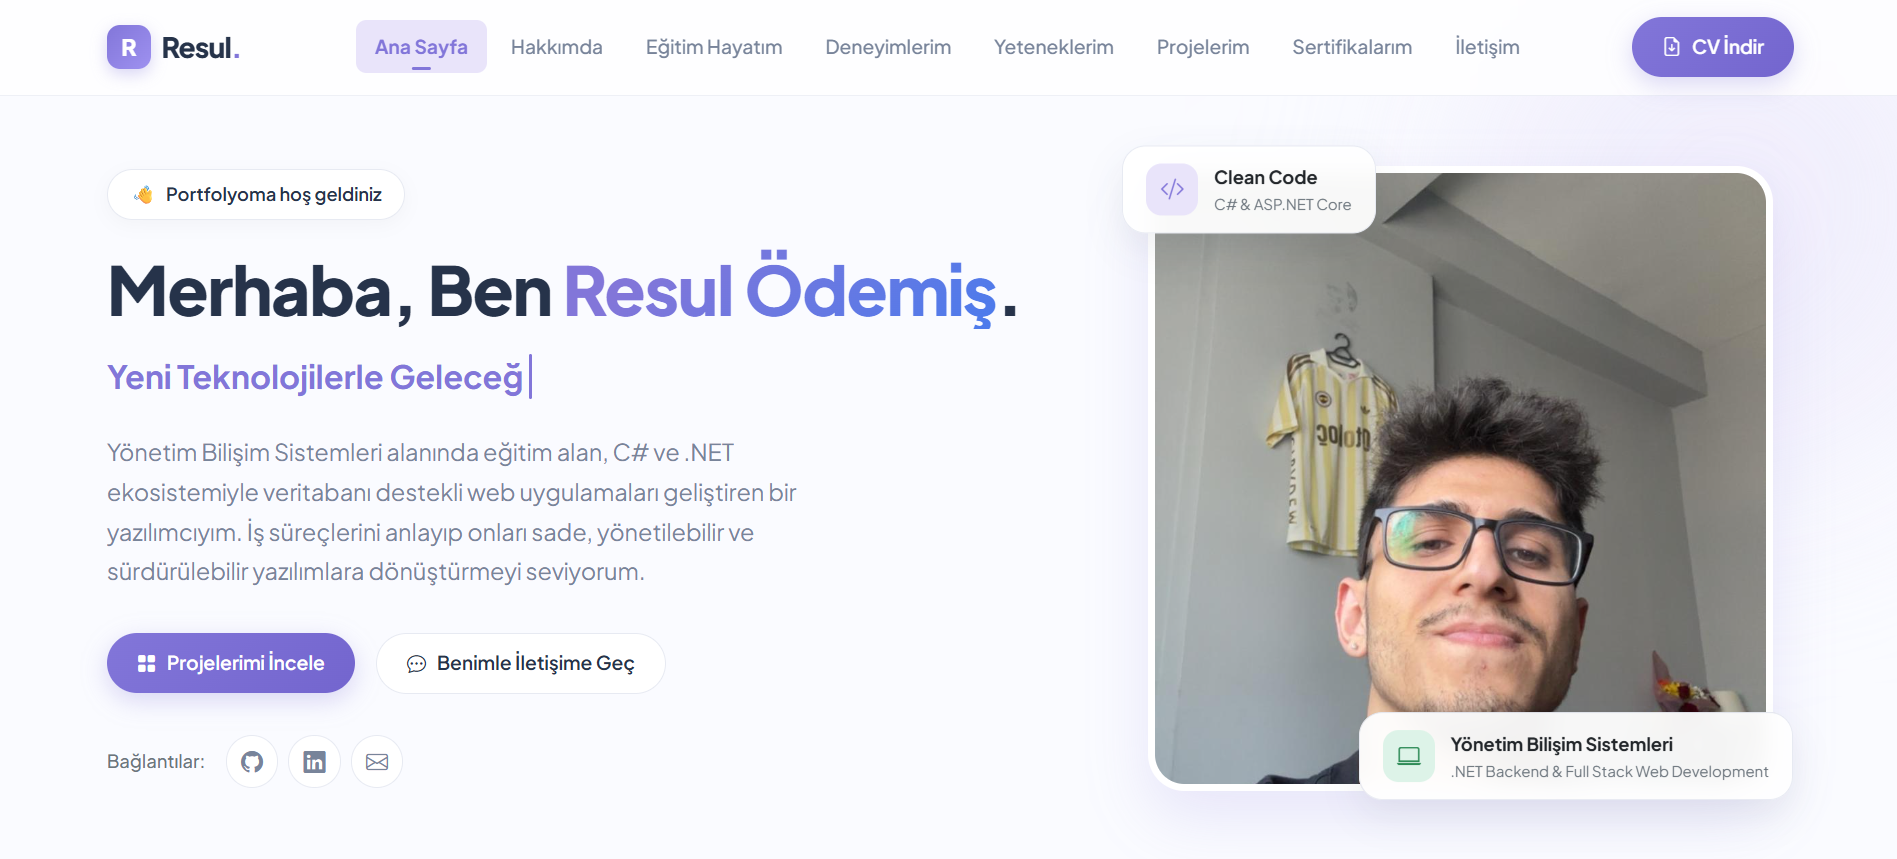 R Resul.
Ana Sayfa Hakkımda Eğitim Hayatım Deneyimlerim Yeteneklerim Projelerim Sertifikalarım İletişim
CV İndir
👋 Portfolyoma hoş geldiniz
Merhaba, Ben Resul Ödemiş.
Yeni Teknolojilerle Geleceğ
Yönetim Bilişim Sistemleri alanında eğitim alan, C# ve .NET
ekosistemiyle veritabanı destekli web uygulamaları geliştiren bir
yazılımcıyım. İş süreçlerini anlayıp onları sade, yönetilebilir ve
sürdürülebilir yazılımlara dönüştürmeyi seviyorum.
Projelerimi İncele
Benimle İletişime Geç
Bağlantılar:
in
Clean Code
C# & ASP.NET Core
Yönetim Bilişim Sistemleri
.NET Backend & Full Stack Web Development